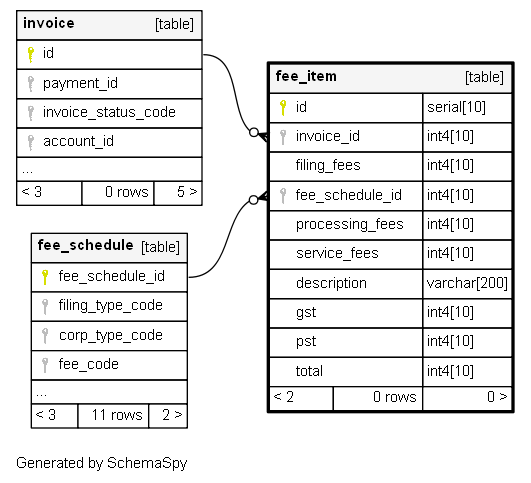 invoice [table]
id
payment_id
invoice_status_code
account_id
...
< 3 0 rows 5 >
fee_item [table]
id serial[10]
invoice_id int4[10]
filing_fees int4[10]
fee_schedule_id int4[10]
processing_fees int4[10]
service_fees int4[10]
description varchar[200]
gst int4[10]
pst int4[10]
total int4[10]
< 2 0 rows 0 >
fee_schedule [table]
fee_schedule_id
filing_type_code
corp_type_code
fee_code
...
< 3 11 rows 2 >
Generated by SchemaSpy